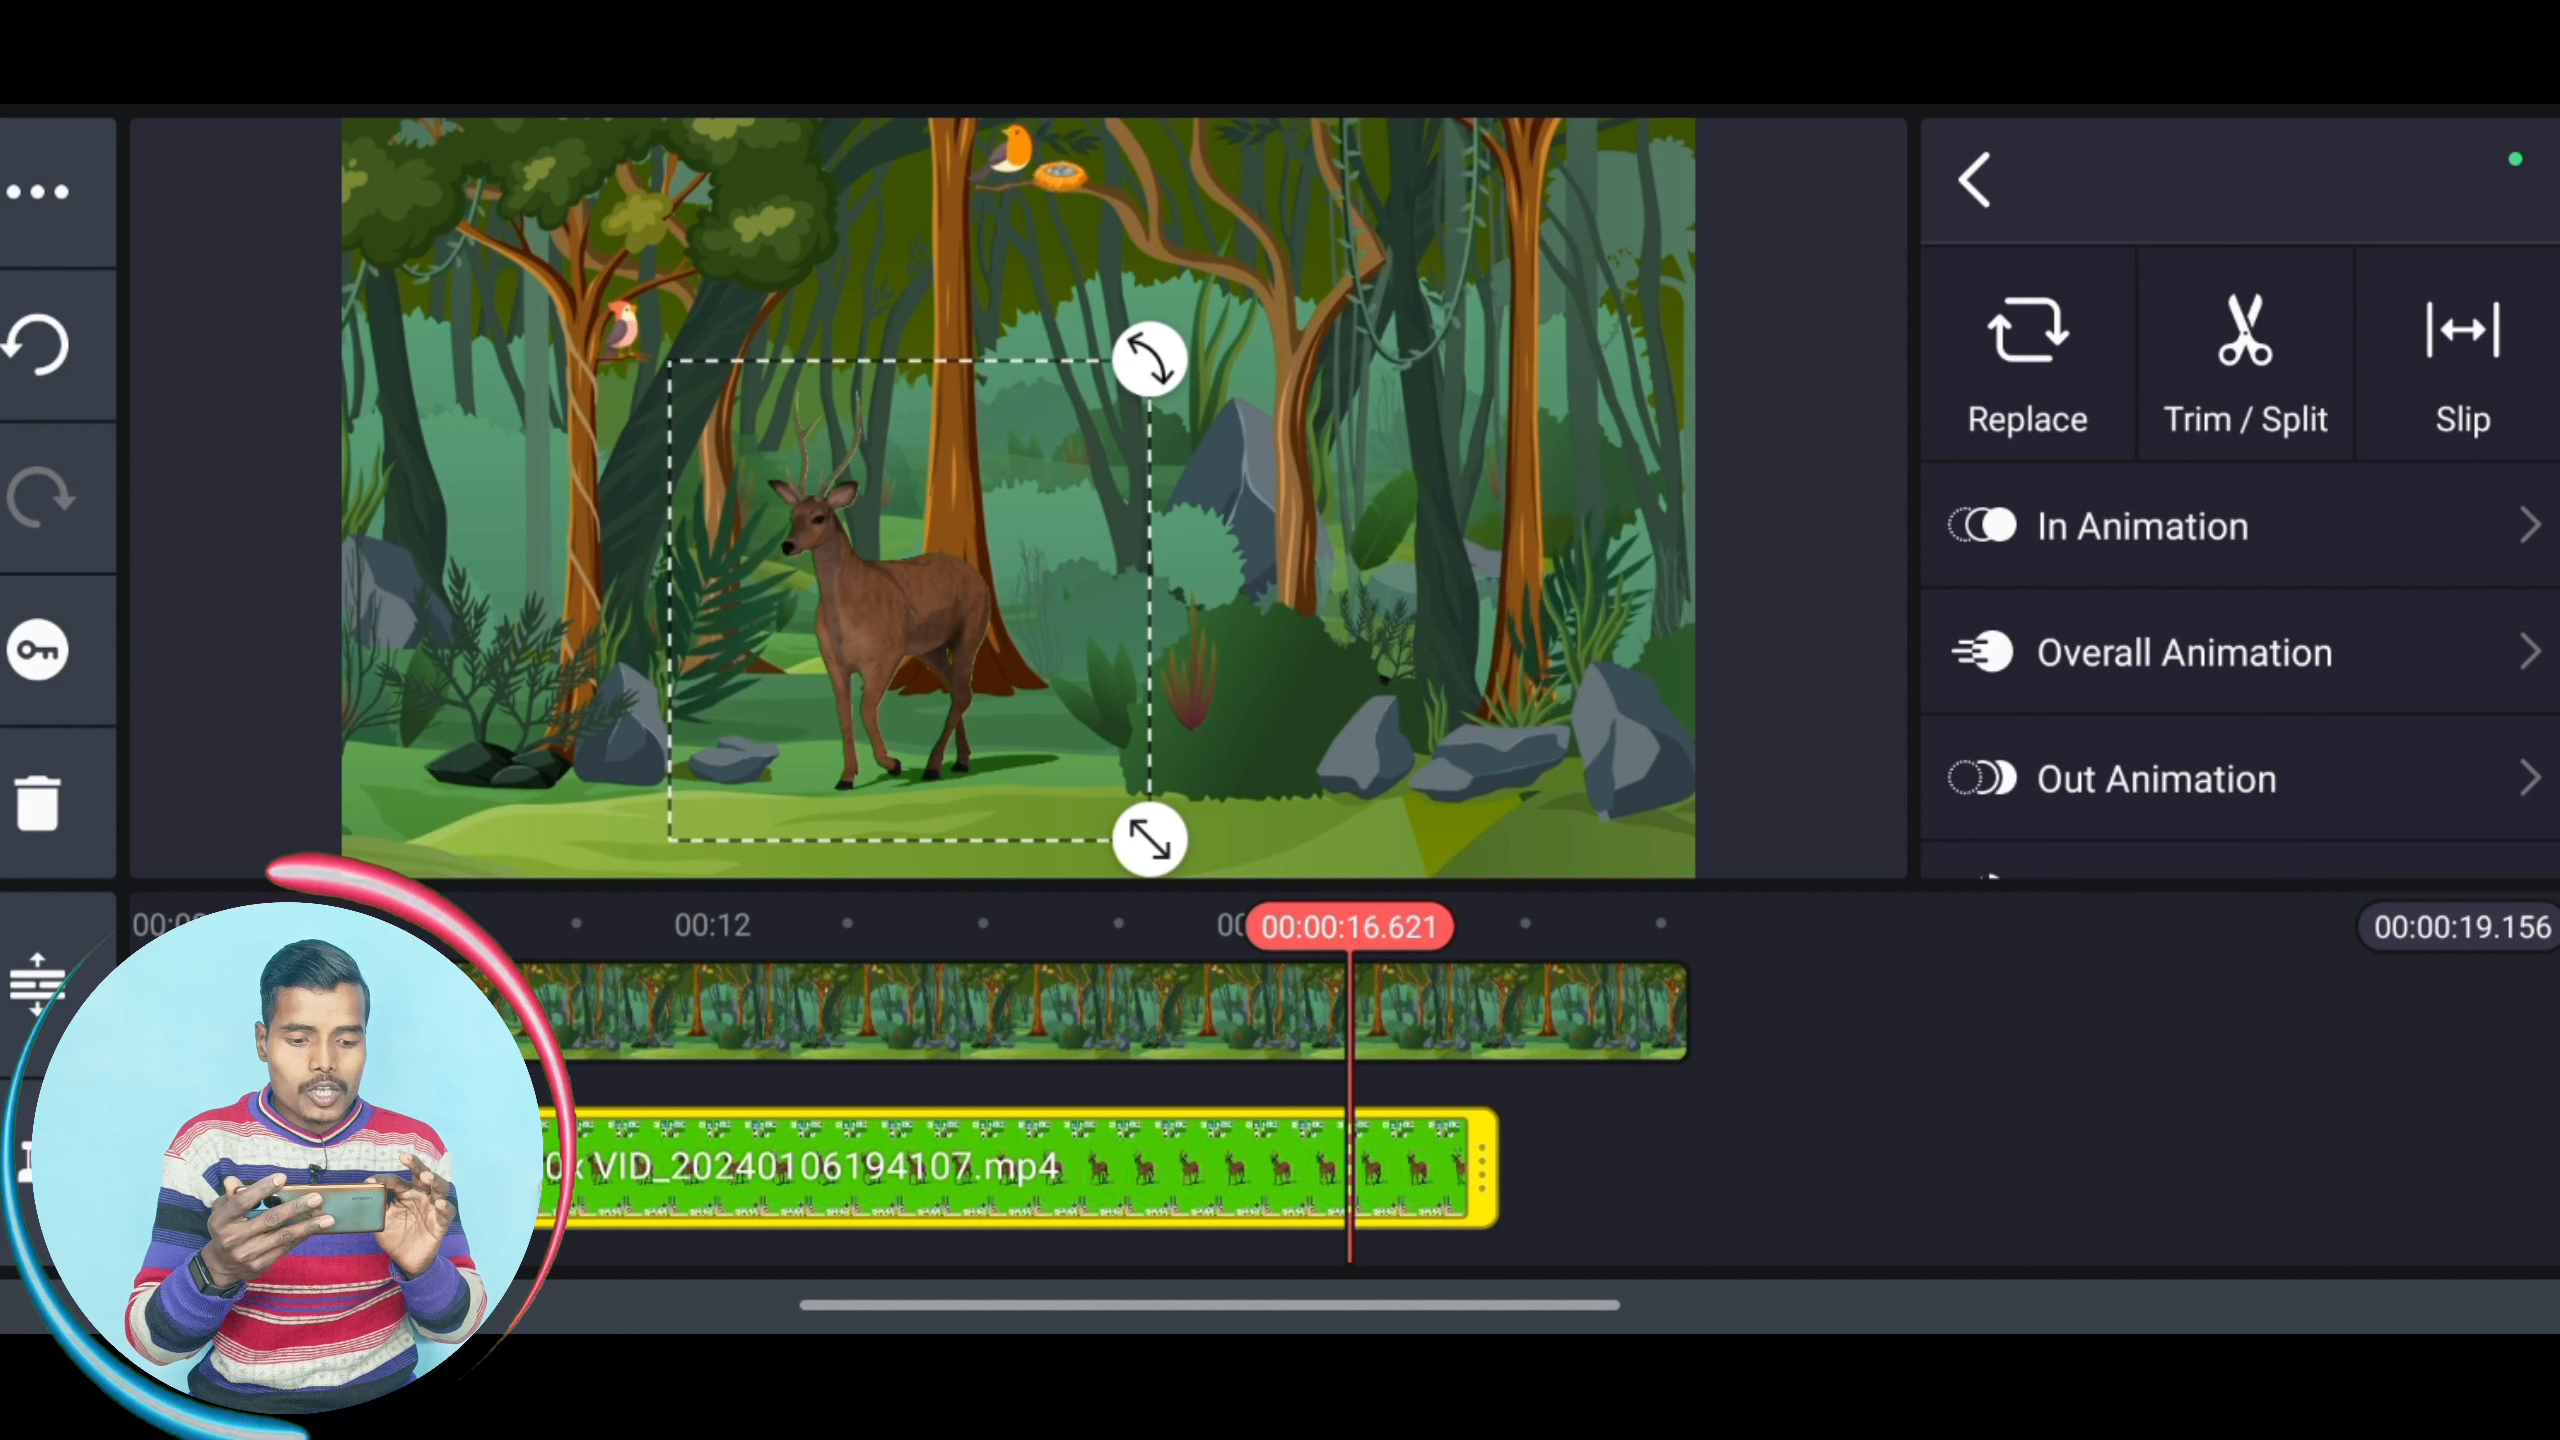 Replace
Trim / Split
Slip
In Animation
Overall Animation
Out Animation
00:12
00:00:16.621
00:00:19.156
0x VID_20240106194107.mp4